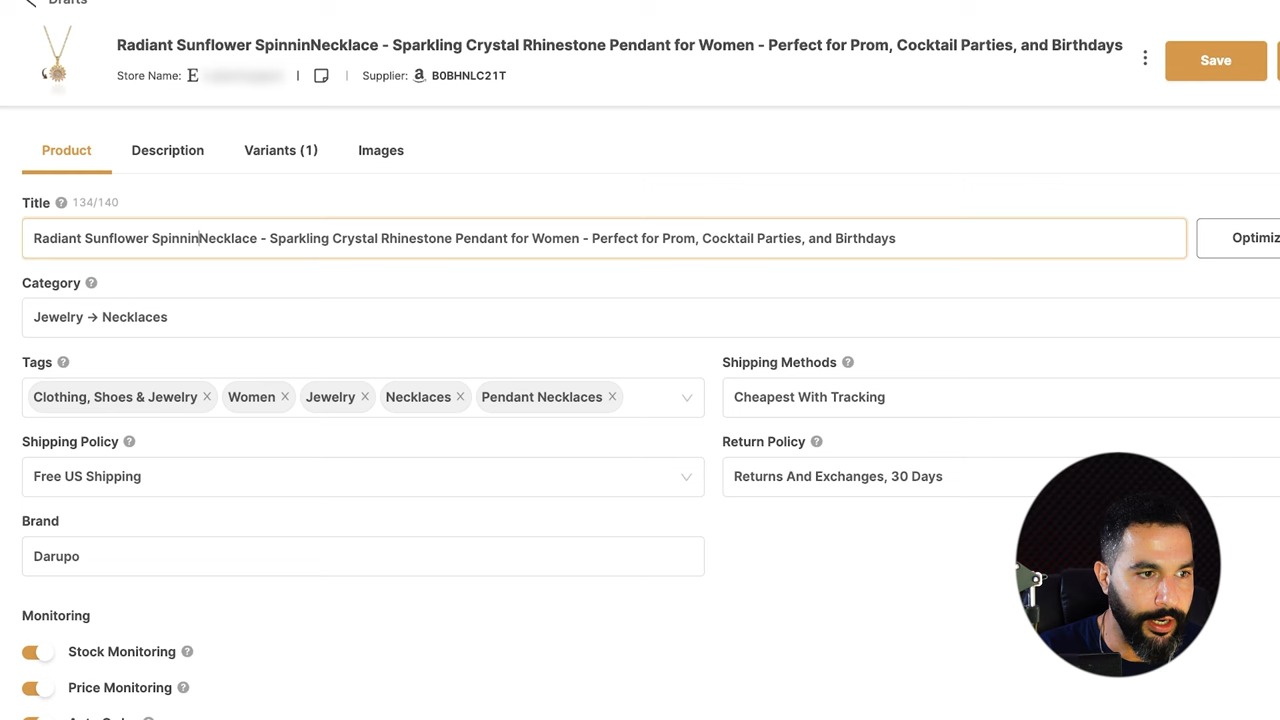 Drafts
Radiant Sunflower SpinninNecklace - Sparkling Crystal Rhinestone Pendant for Women - Perfect for Prom, Cocktail Parties, and Birthdays
Save
Store Name: E | | Supplier: a B0BHNLC21T
Product Description Variants (1) Images
Title ? 134/140
Radiant Sunflower SpinninNecklace - Sparkling Crystal Rhinestone Pendant for Women - Perfect for Prom, Cocktail Parties, and Birthdays
Optimiz
Category ?
Jewelry → Necklaces
Tags ? Shipping Methods ?
Clothing, Shoes & Jewelry × Women × Jewelry × Necklaces × Pendant Necklaces × Cheapest With Tracking
Shipping Policy ? Return Policy ?
Free US Shipping Returns And Exchanges, 30 Days
Brand
Darupo
Monitoring
Stock Monitoring ?
Price Monitoring ?